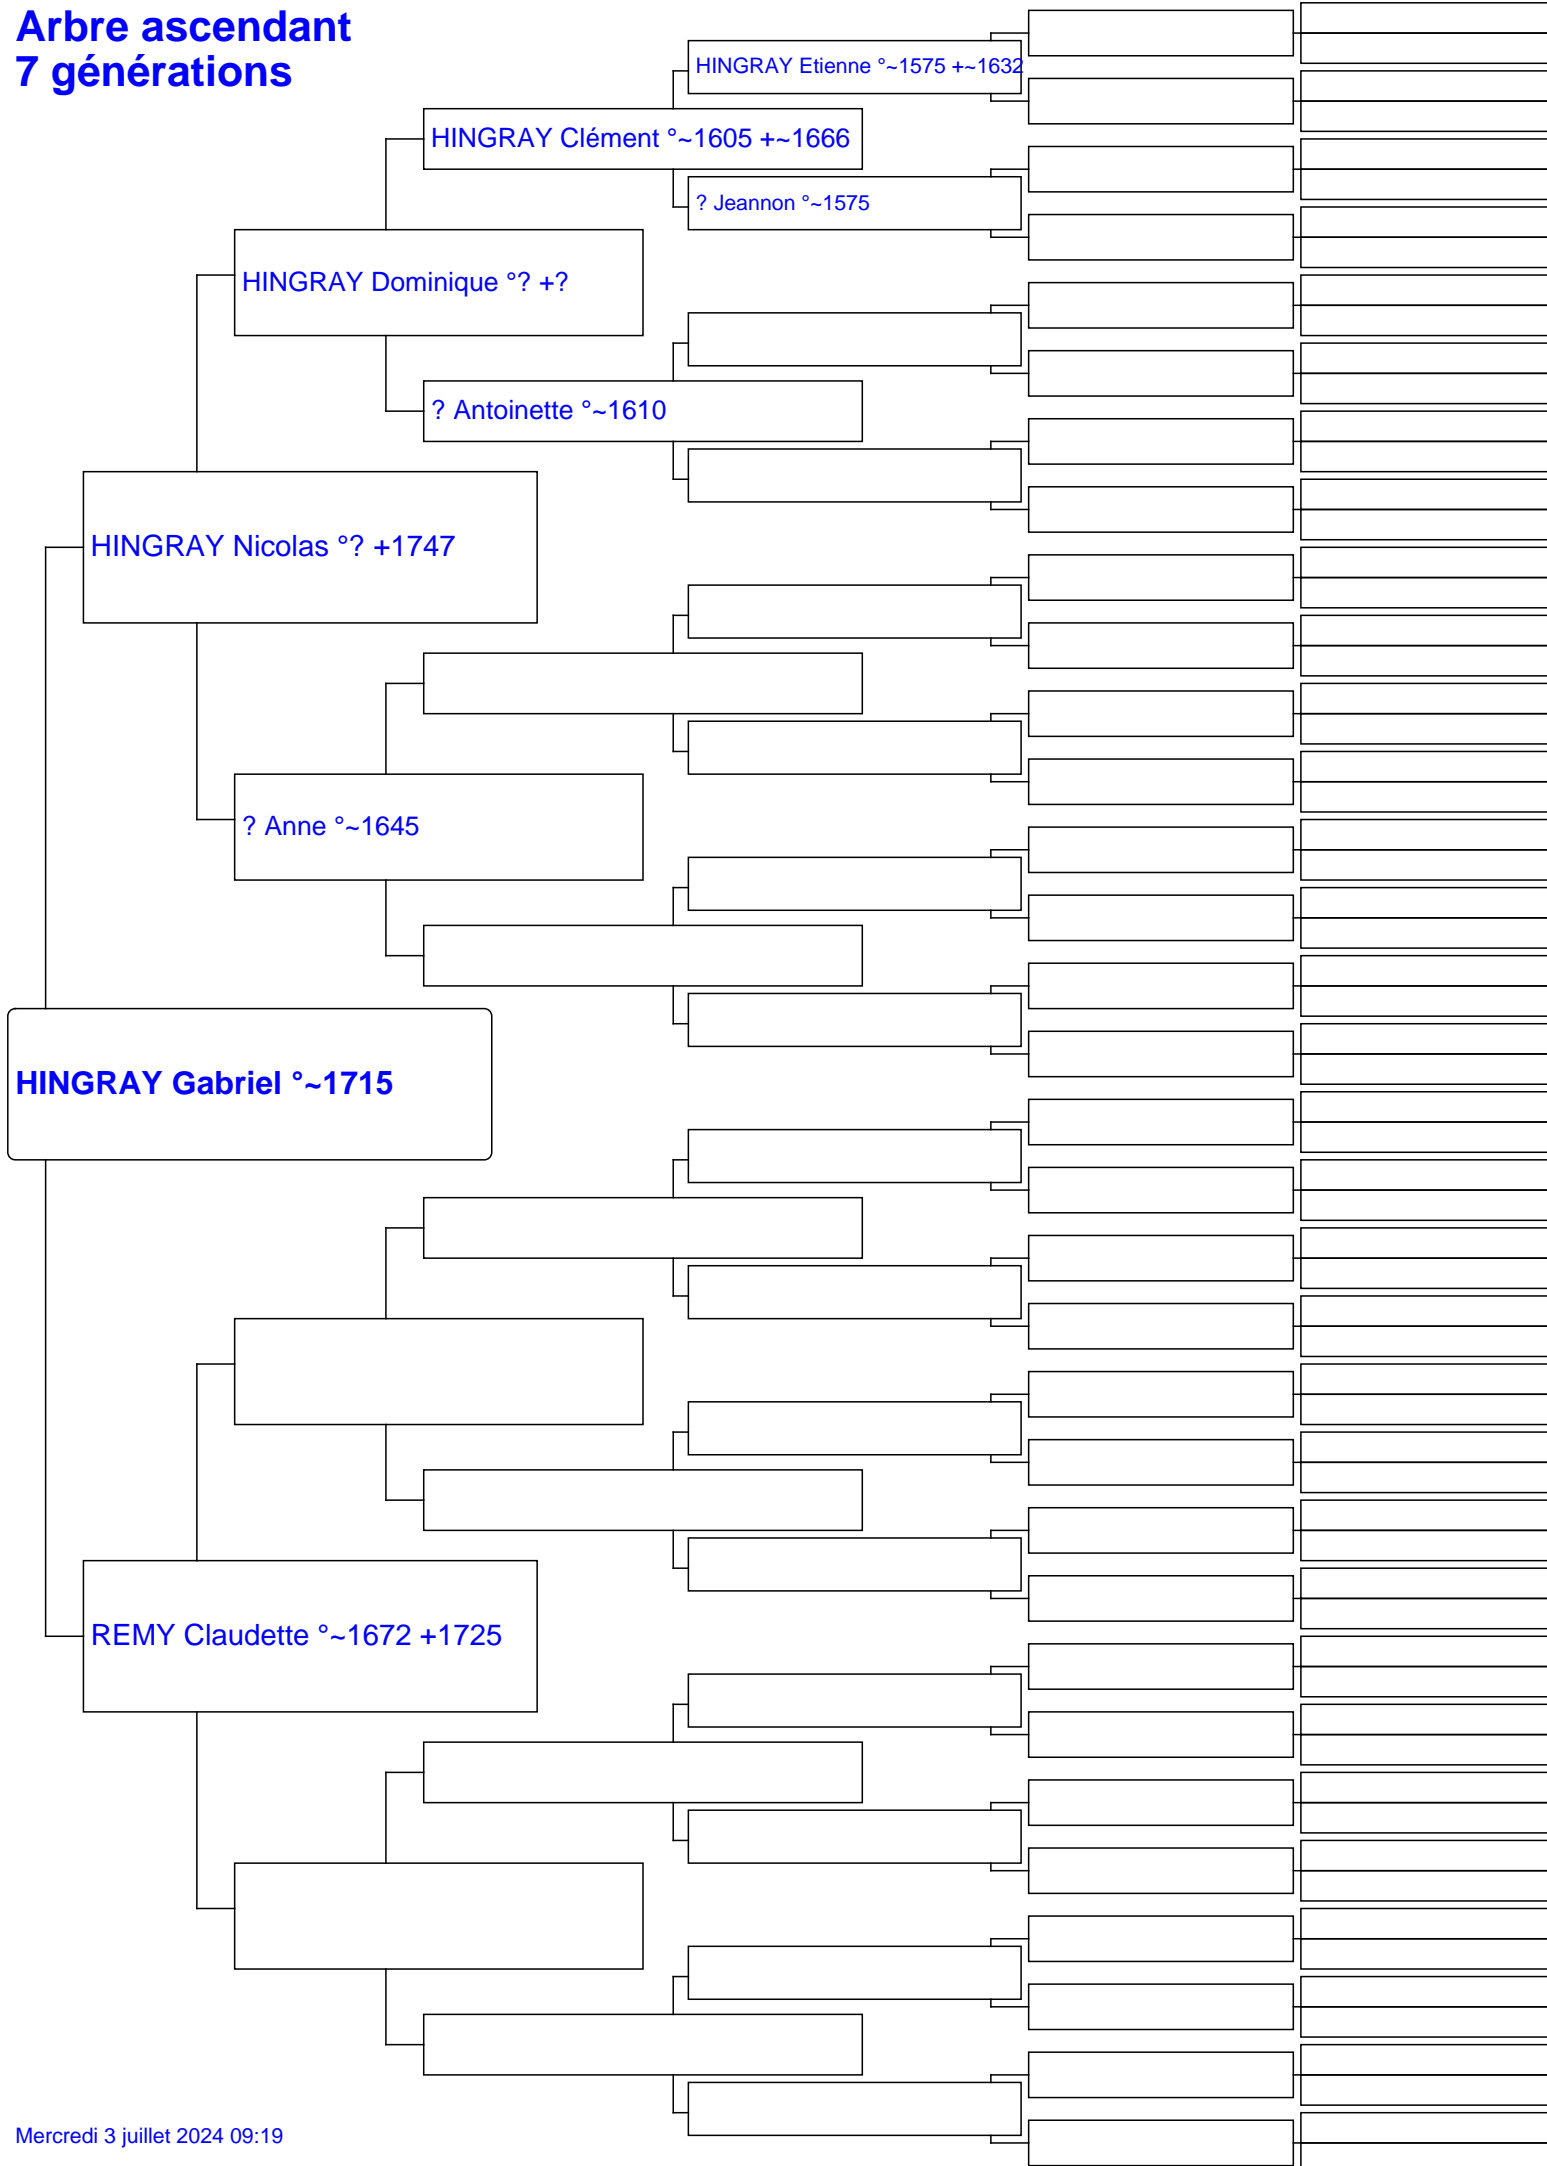 Arbre ascendant
7 générations
HINGRAY Etienne °~1575 +~1632
HINGRAY Clément °~1605 +~1666
? Jeannon °~1575
HINGRAY Dominique °? +?
? Antoinette °~1610
HINGRAY Nicolas °? +1747
? Anne °~1645
HINGRAY Gabriel °~1715
REMY Claudette °~1672 +1725
Mercredi 3 juillet 2024 09:19